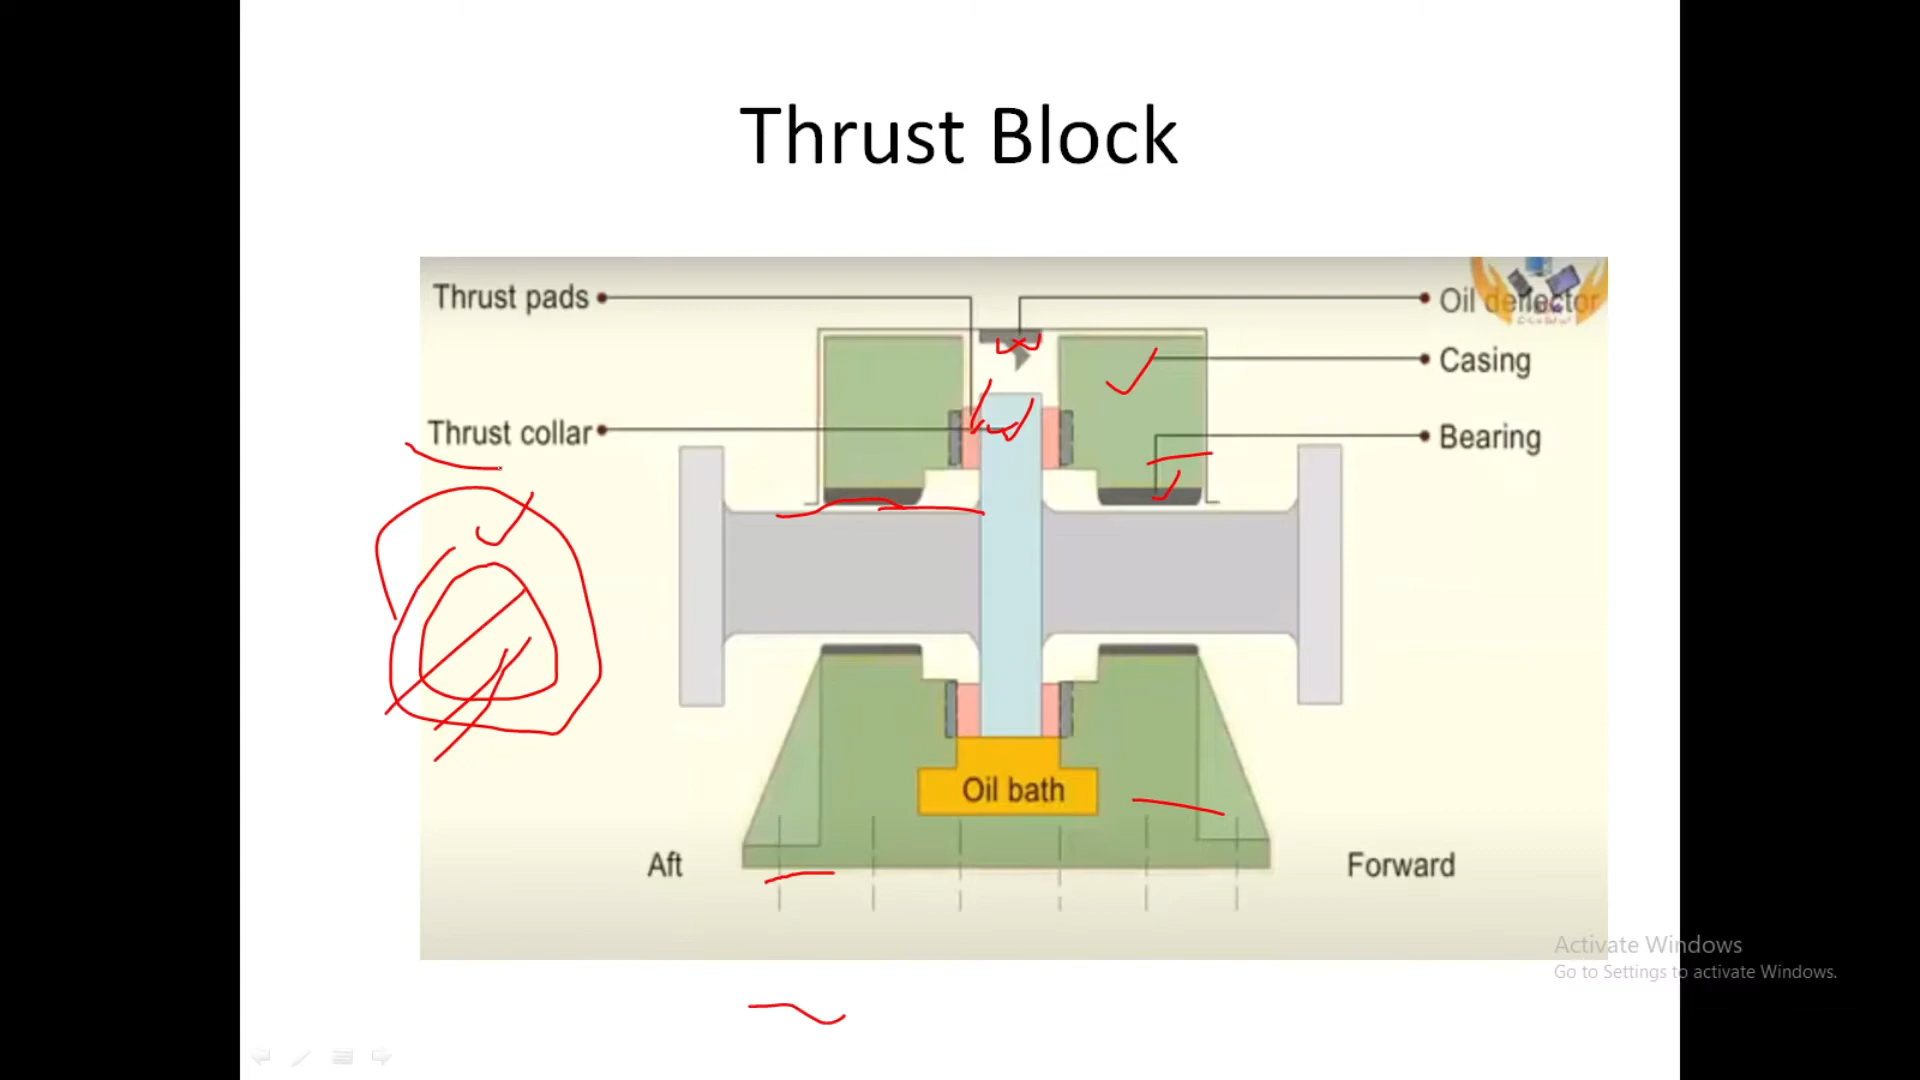 Thrust Block
Thrust pads
Oil deflector
Casing
Thrust collar
Bearing
Oil bath
Aft
Forward
Activate Windows
Go to Settings to activate Windows.